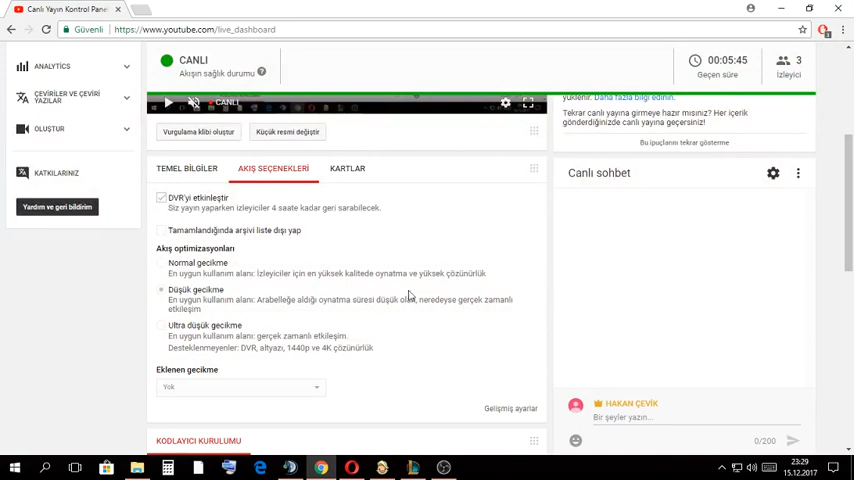 Canlı Yayın Kontrol Pane
Güvenli
https://www.youtube.com/live_dashboard
ANALYTICS
ÇEVİRİLER VE ÇEVİRİ
YAZILAR
OLUŞTUR
KATKILARINIZ
Yardım ve geri bildirim
CANLI
Akışın sağlık durumu
00:05:45
Geçen süre
3
İzleyici
CANLI
Vurgulama klibi oluştur
Küçük resmi değiştir
yüklenir. Daha fazla bilgi edinin.
Tekrar canlı yayına girmeye hazır mısınız? Her içerik
gönderdiğinizde canlı yayına geçersiniz!
Bu ipuçlarını tekrar gösterme
TEMEL BİLGİLER
AKIŞ SEÇENEKLERİ
KARTLAR
DVR'yi etkinleştir
Siz yayın yaparken izleyiciler 4 saate kadar geri sarabilecek.
Tamamlandığında arşivi liste dışı yap
Akış optimizasyonları
Normal gecikme
En uygun kullanım alanı: İzleyiciler için en yüksek kalitede oynatma ve yüksek çözünürlük
Düşük gecikme
En uygun kullanım alanı: Arabelleğe aldığı oynatma süresi düşük olan, neredeyse gerçek zamanlı
etkileşim
Ultra düşük gecikme
En uygun kullanım alanı: gerçek zamanlı etkileşim.
Desteklenmeyenler: DVR, altyazı, 1440p ve 4K çözünürlük
Eklenen gecikme
Yok
Gelişmiş ayarlar
KODLAYICI KURULUMU
Canlı sohbet
HAKAN ÇEVİK
Bir şeyler yazın...
0/200
23:29
15.12.2017